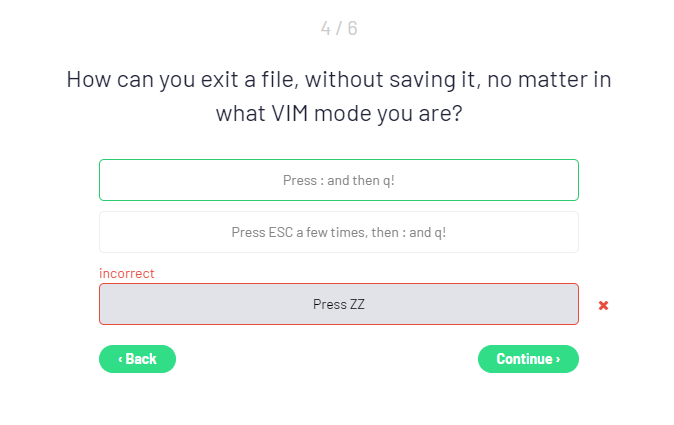 4 / 6
How can you exit a file, without saving it, no matter in
what VIM mode you are?
Press : and then q!
Press ESC a few times, then : and q!
incorrect
Press ZZ
✖
‹ Back
Continue ›